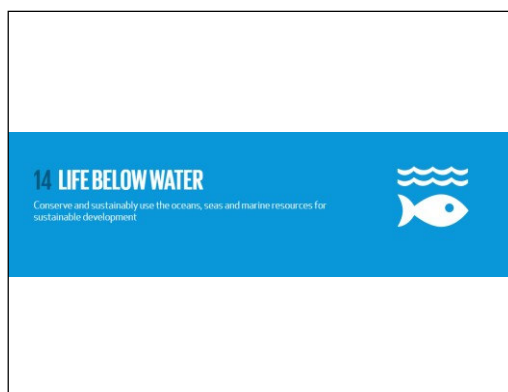 14 LIFE BELOW WATER
Conserve and sustainably use the oceans, seas and marine resources for
sustainable development